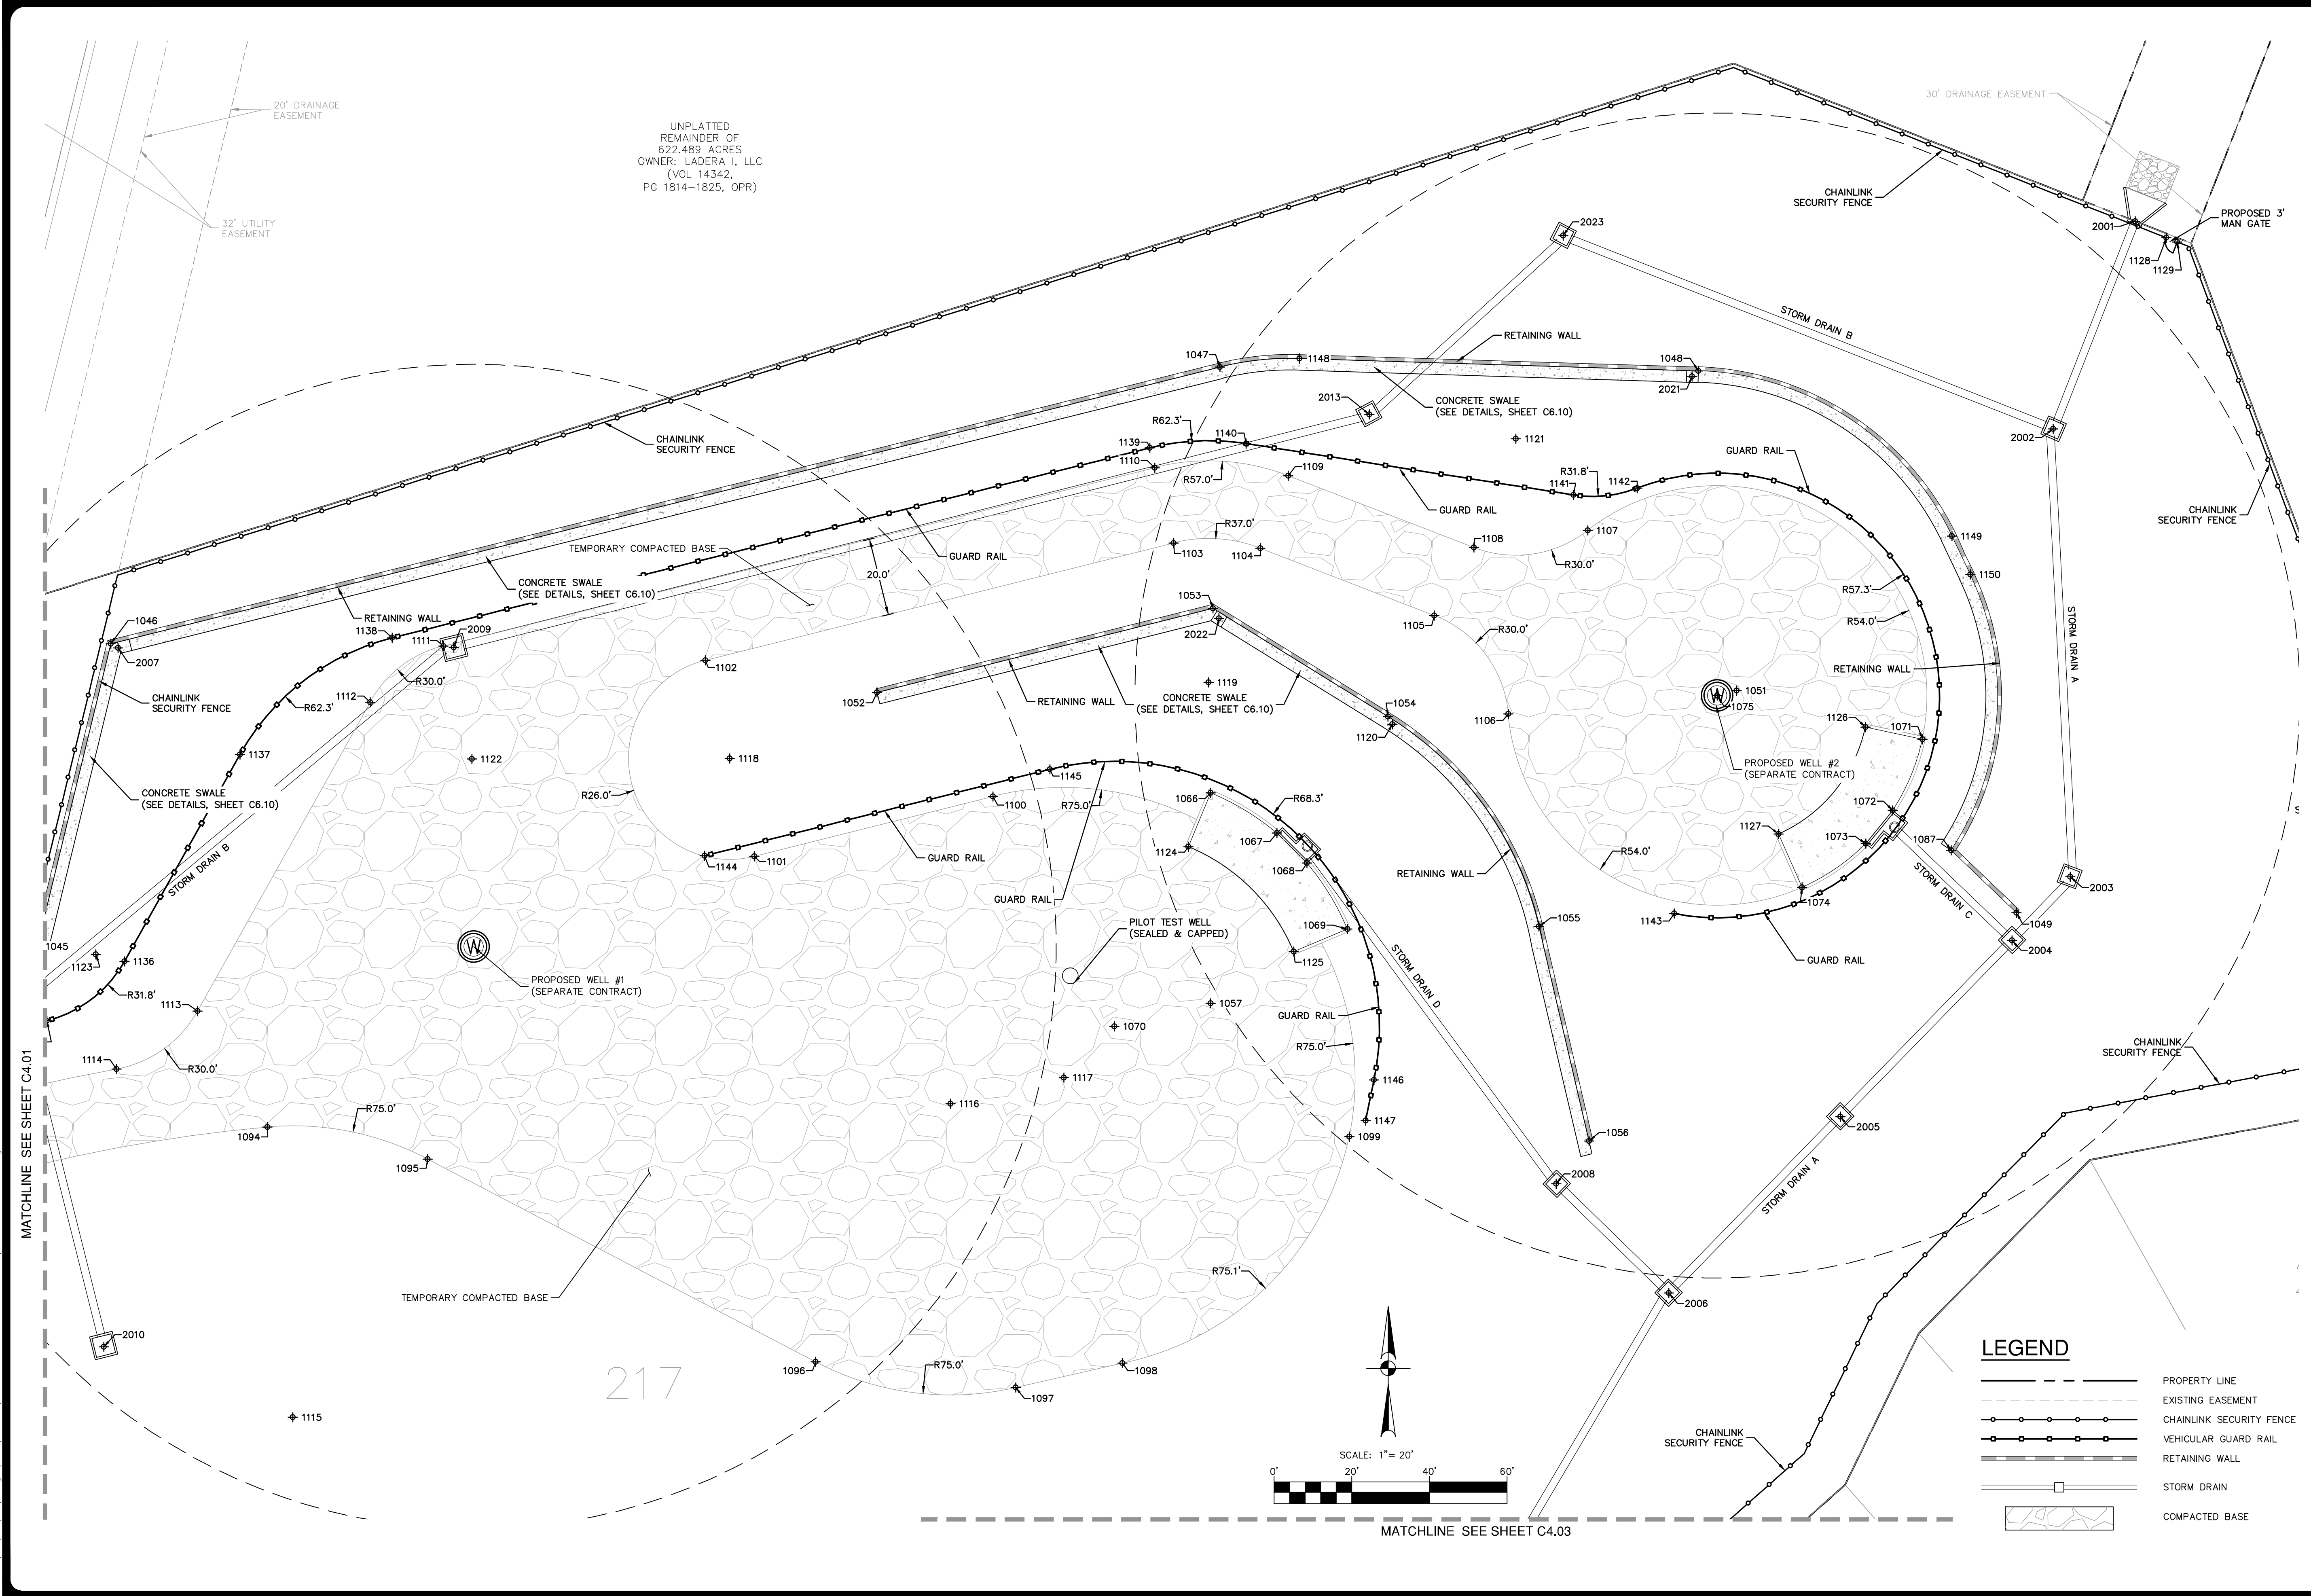 20' DRAINAGE
EASEMENT
32' UTILITY
EASEMENT
UNPLATTED
REMAINDER OF
622.489 ACRES
OWNER: LADERA I, LLC
(VOL 14342,
PG 1814-1825, OPR)
30' DRAINAGE EASEMENT
CHAINLINK
SECURITY FENCE
PROPOSED 3'
MAN GATE
2001
1128
1129
2023
STORM DRAIN B
RETAINING WALL
1047
1148
1048
2021
2013
CONCRETE SWALE
(SEE DETAILS, SHEET C6.10)
CHAINLINK
SECURITY FENCE
R62.3'
1139
1140
1110
1121
2002
GUARD RAIL
R57.0'
1109
R31.8'
1141
1142
GUARD RAIL
CHAINLINK
SECURITY FENCE
TEMPORARY COMPACTED BASE
GUARD RAIL
R37.0'
1103
1104
1107
1108
R30.0'
1149
1150
20.0'
CONCRETE SWALE
(SEE DETAILS, SHEET C6.10)
RETAINING WALL
R57.3'
R54.0'
1046
1138
1111
2009
2007
1053
2022
1105
R30.0'
STORM DRAIN A
RETAINING WALL
1102
R30.0'
1112
CHAINLINK
SECURITY FENCE
R62.3'
1119
1052
RETAINING WALL
CONCRETE SWALE
(SEE DETAILS, SHEET C6.10)
1054
1120
1106
1051
1075
1126
1071
W
1137
1122
1118
PROPOSED WELL #2
(SEPARATE CONTRACT)
CONCRETE SWALE
(SEE DETAILS, SHEET C6.10)
R26.0'
1145
1100
R75.0'
1066
R68.3'
1072
1127
1073
1087
1067
1124
1068
STORM DRAIN B
1144
1101
GUARD RAIL
R54.0'
RETAINING WALL
STORM DRAIN C
2003
GUARD RAIL
1074
1143
1049
PILOT TEST WELL
(SEALED & CAPPED)
1069
1055
1045
1123
1136
W
1125
STORM DRAIN D
2004
GUARD RAIL
PROPOSED WELL #1
(SEPARATE CONTRACT)
R31.8'
1113
1057
1070
GUARD RAIL
R75.0'
1114
R30.0'
1117
1146
CHAINLINK
SECURITY FENCE
MATCHLINE SEE SHEET C4.01
1116
R75.0'
1094
1147
1099
1056
2005
1095
2008
STORM DRAIN A
R75.1'
TEMPORARY COMPACTED BASE
2006
2010
1096
R75.0'
1098
217
1097
1115
LEGEND
PROPERTY LINE
EXISTING EASEMENT
CHAINLINK SECURITY FENCE
VEHICULAR GUARD RAIL
RETAINING WALL
STORM DRAIN
COMPACTED BASE
CHAINLINK
SECURITY FENCE
SCALE: 1"= 20'
0' 20' 40' 60'
MATCHLINE SEE SHEET C4.03